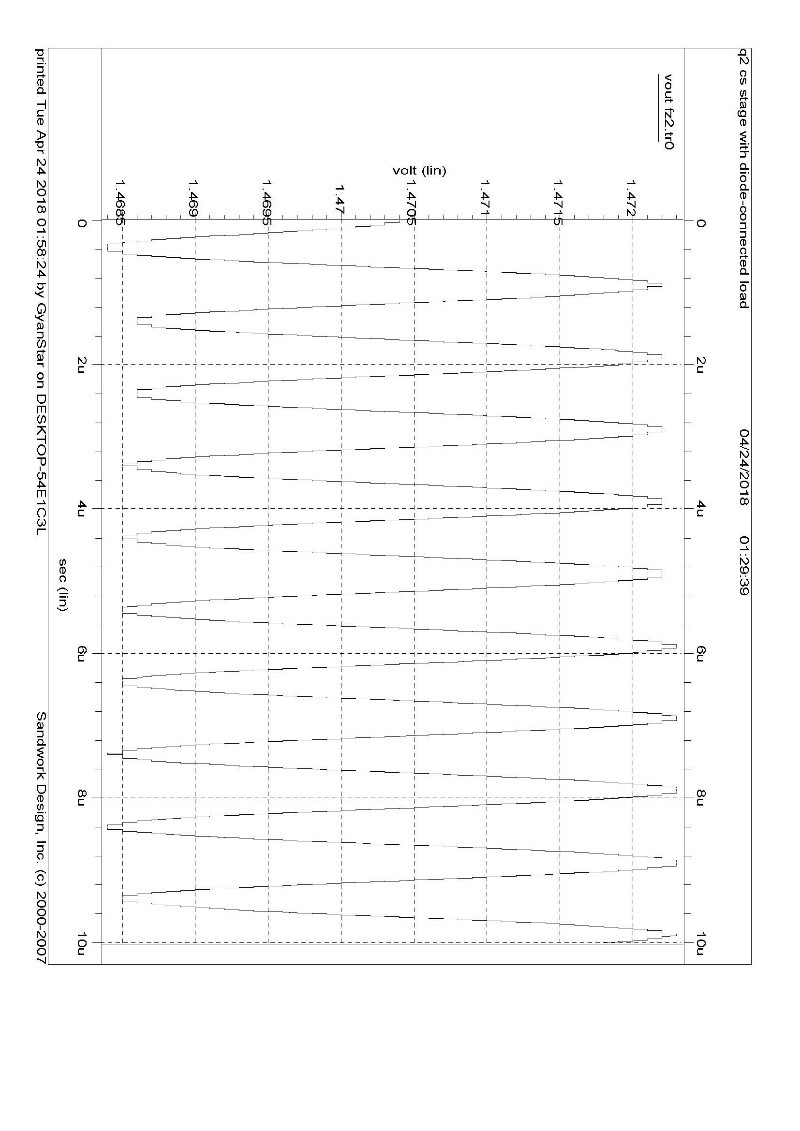 q2 cs stage with diode-connected load 04/24/2018 01:29:39
vout fz2.tr0
volt (lin)
0 2u 4u 6u 8u 10u
1.472
1.4715
1.471
1.4705
1.47
1.4695
1.469
1.4685
0 2u 4u 6u 8u 10u
sec (lin)
printed Tue Apr 24 2018 01:58:24 by GyanStar on DESKTOP-54E1C3L Sandwork Design, Inc. (c) 2000-2007